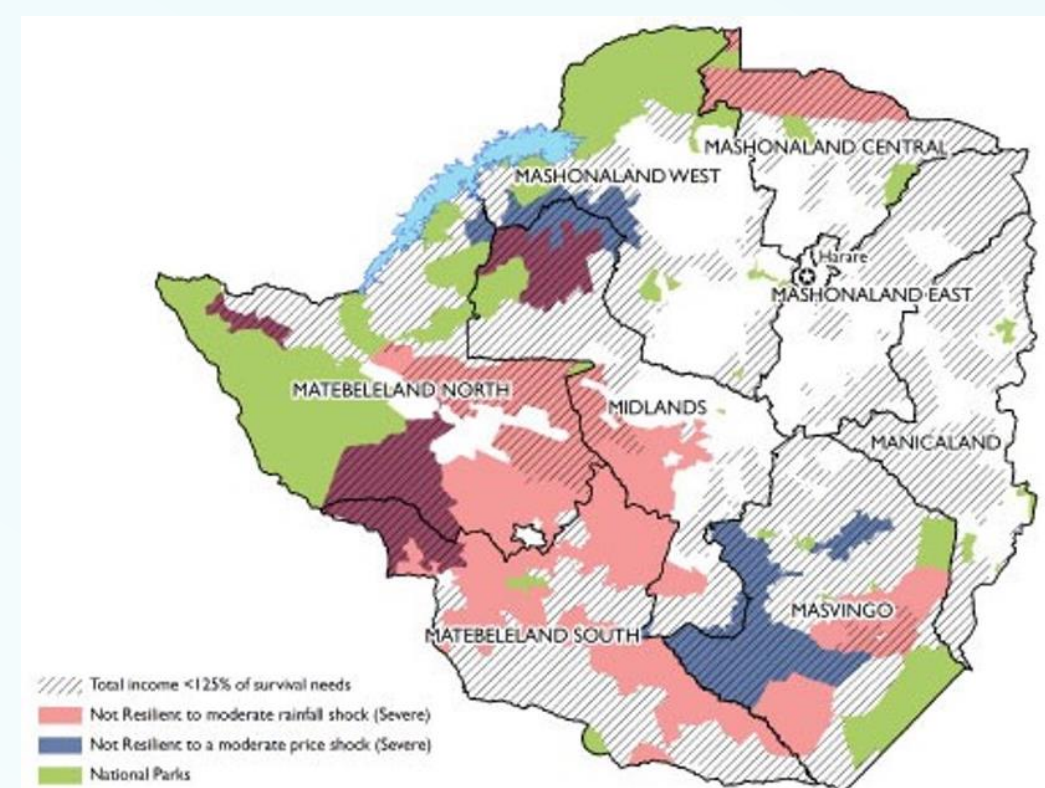 MASHONALAND CENTRAL
MASHONALAND WEST
Harare
MASHONALAND EAST
MATEBELELAND NORTH
MIDLANDS
MANICALAND
MASVINGO
MATEBELELAND SOUTH
Total income <125% of survival needs
Not Resilient to moderate rainfall shock (Severe)
Not Resilient to a moderate price shock (Severe)
National Parks